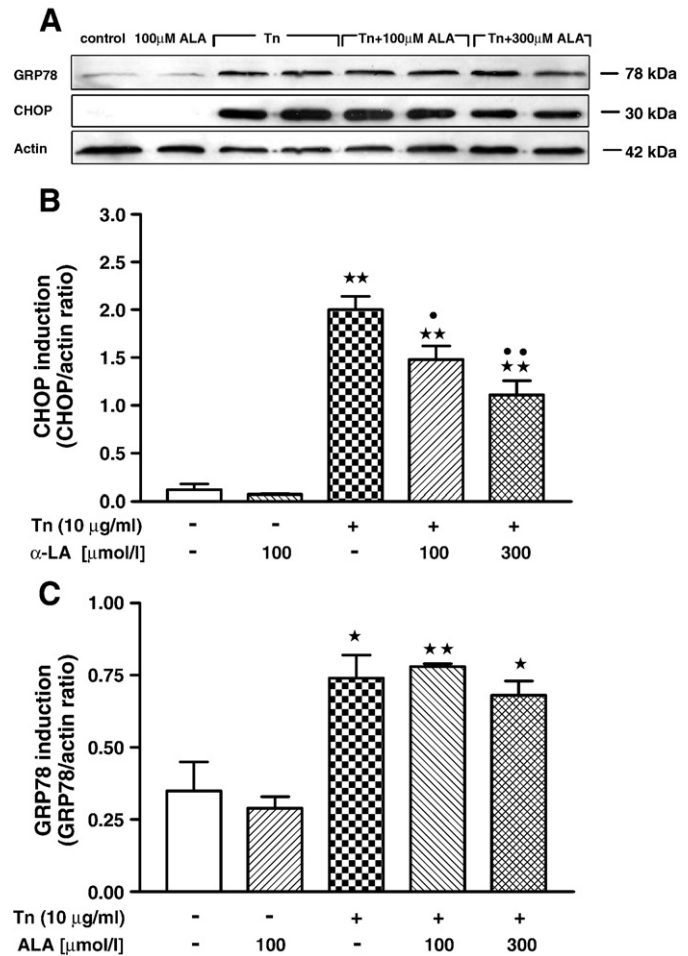 A
control 100µM ALA Tn Tn+100µM ALA Tn+300µM ALA
GRP78 78 kDa
CHOP 30 kDa
Actin 42 kDa
B
CHOP induction
(CHOP/actin ratio)
3.0
2.5
2.0
1.5
1.0
0.5
0.0
★★
•
★★
• •
★★
Tn (10 µg/ml) - - + + +
α-LA [µmol/l] - 100 - 100 300
C
GRP78 induction
(GRP78/actin ratio)
1.00
0.75
0.50
0.25
0.00
★
★★
★
Tn (10 µg/ml) - - + + +
ALA [µmol/l] - 100 - 100 300